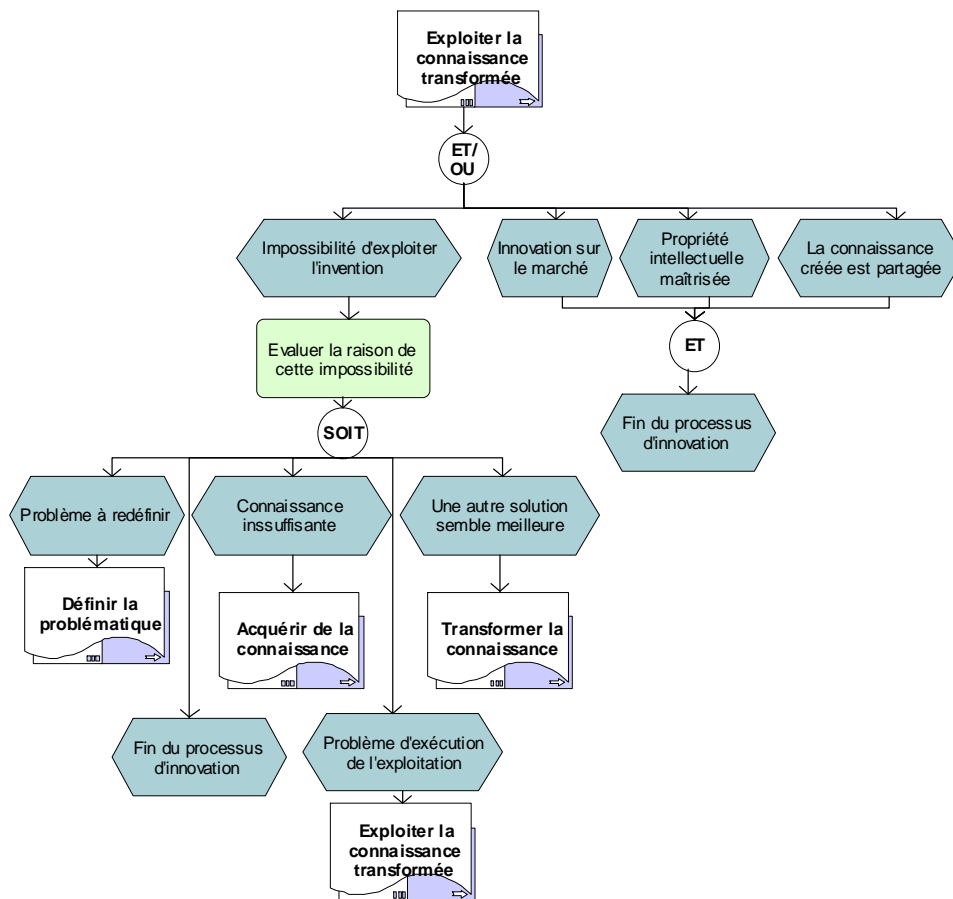 Exploiter la
connaissance
transformée
ET/
OU
Impossibilité d'exploiter
l'invention
Innovation sur
le marché
Propriété
intellectuelle
maîtrisée
La connaissance
créée est partagée
Evaluer la raison de
cette impossibilité
ET
Fin du processus
d'innovation
SOIT
Problème à redéfinir
Connaissance
inssuffisante
Une autre solution
semble meilleure
Définir la
problématique
Acquérir de la
connaissance
Transformer la
connaissance
Fin du processus
d'innovation
Problème d'exécution
de l'exploitation
Exploiter la
connaissance
transformée